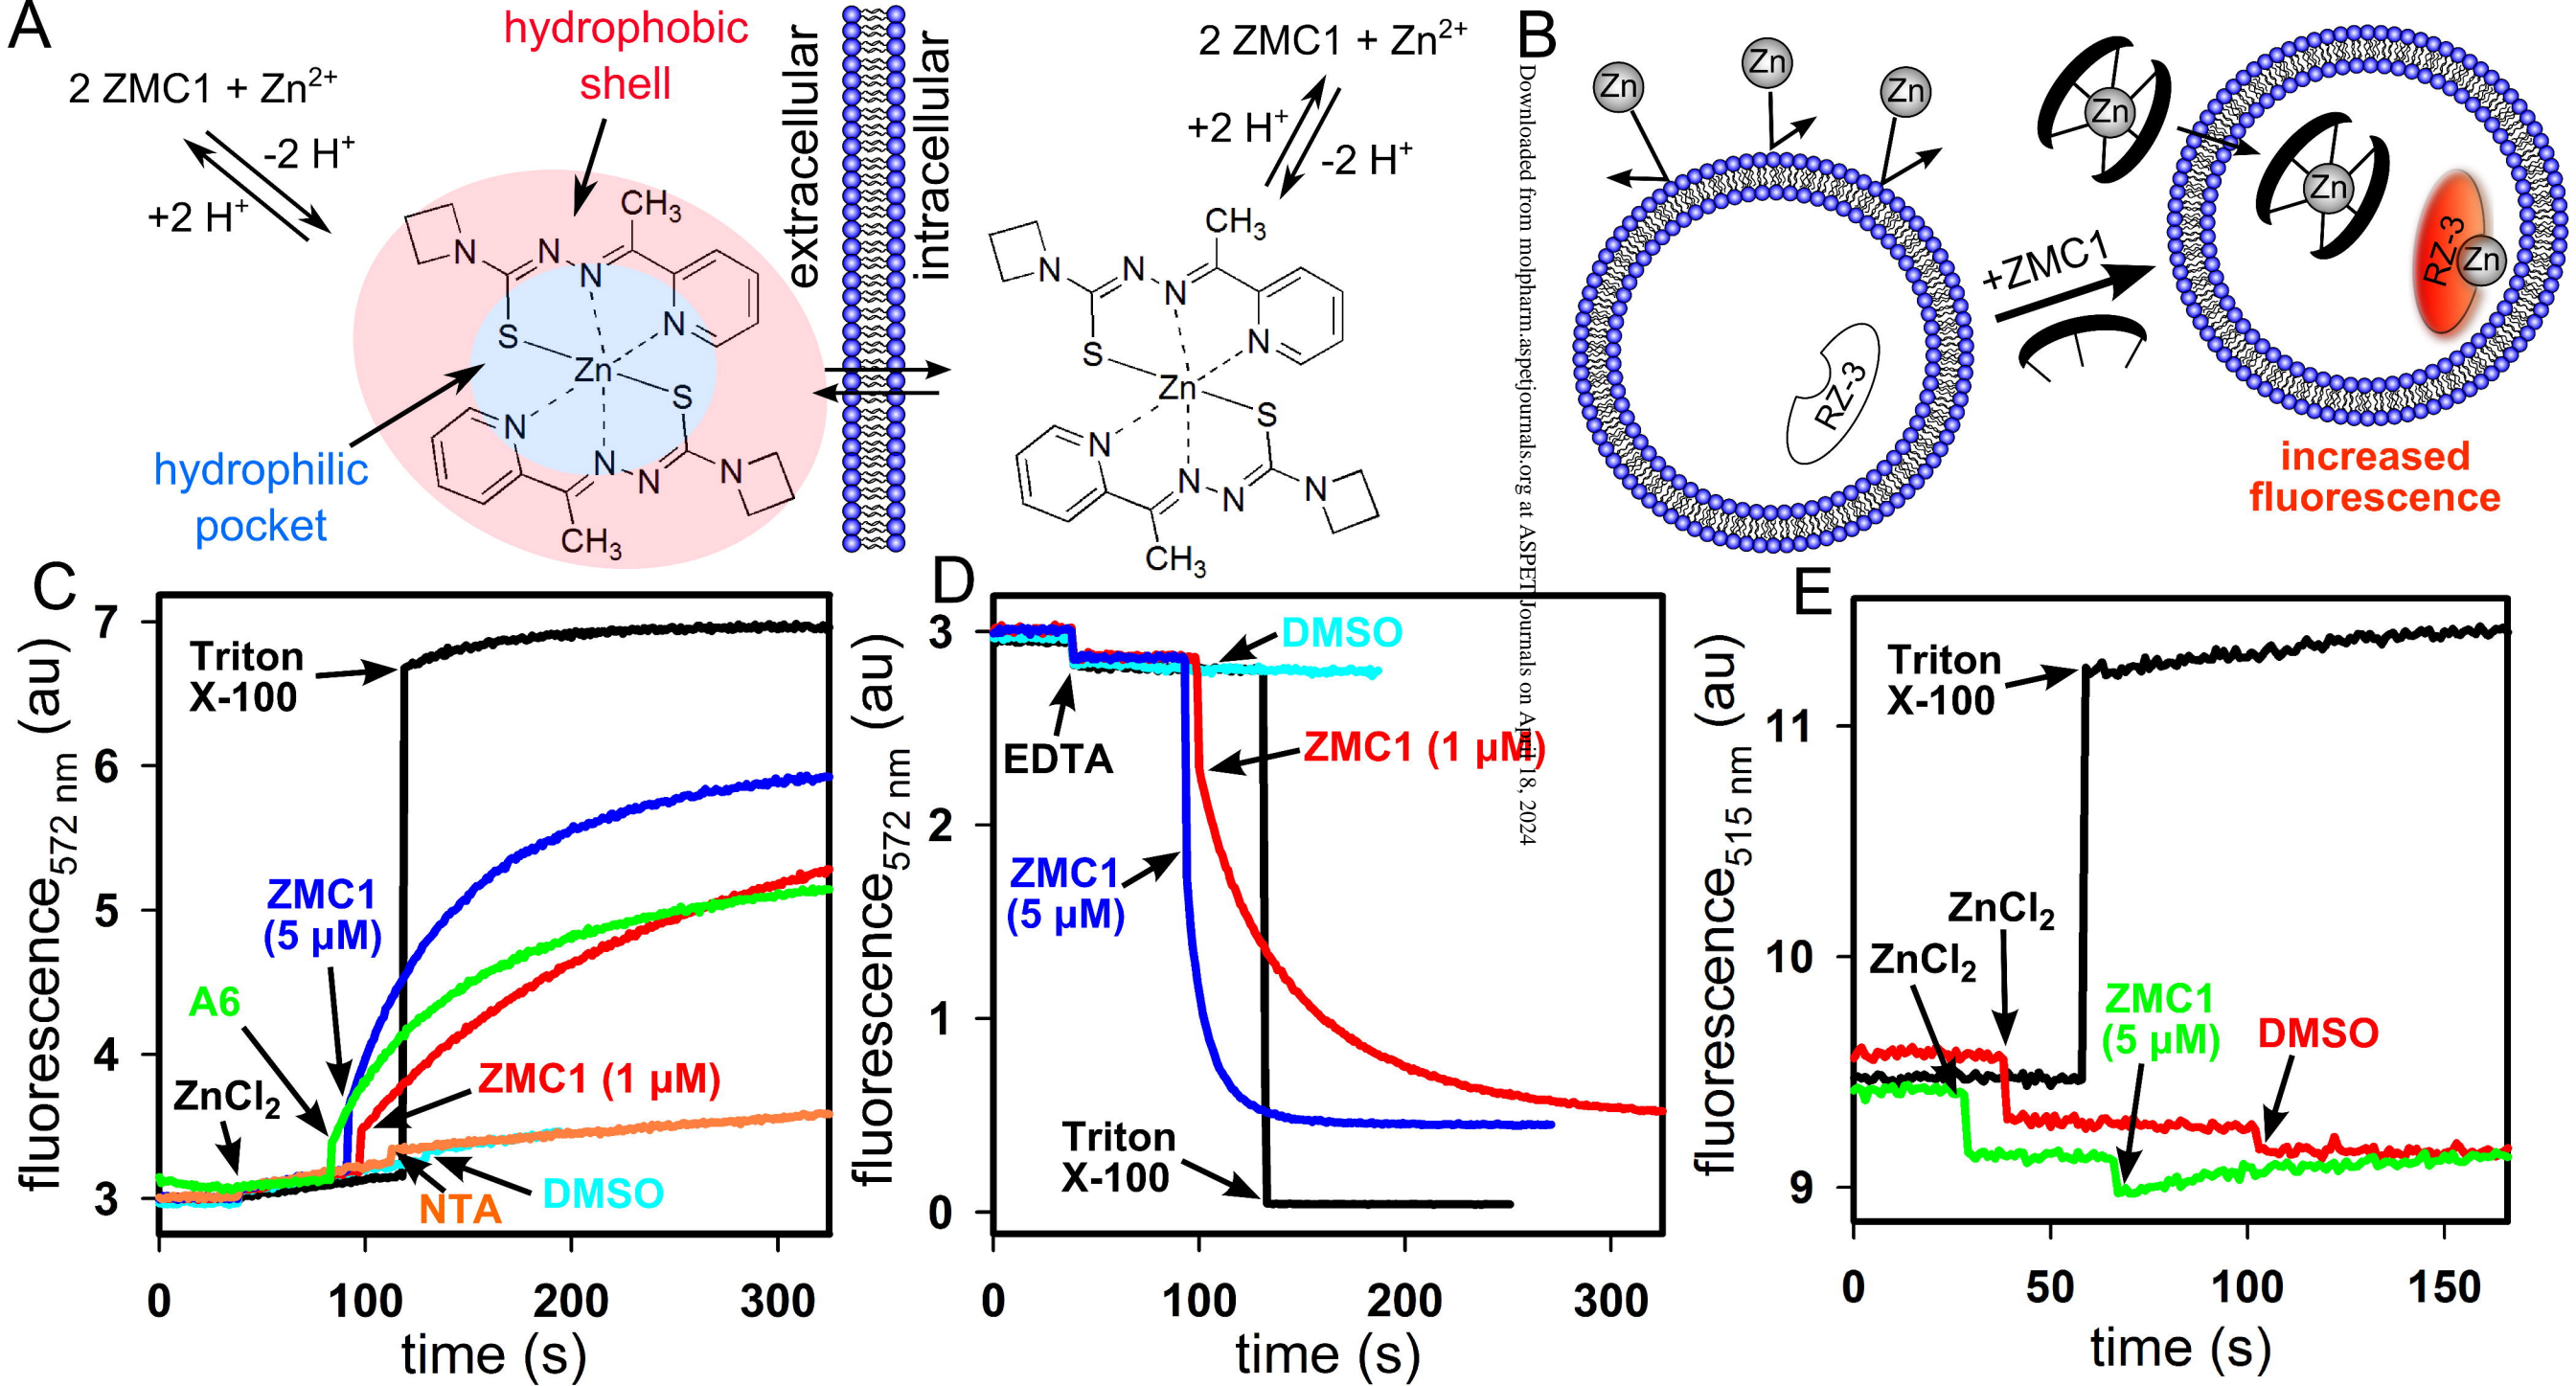 A
hydrophobic
shell
2 ZMC1 + Zn²⁺
-2 H⁺
+2 H⁺
CH₃
N
N
N
N
S
Zn
S
N
N
N
N
CH₃
hydrophilic
pocket
extracellular
intracellular
2 ZMC1 + Zn²⁺
+2 H⁺
-2 H⁺
CH₃
N
N
N
N
S
Zn
S
N
N
N
N
CH₃
Downloaded from molpharm.aspetjournals.org at ASPET Journals on April 18, 2024
B
Zn
Zn
Zn
RZ-3
+ZMC1
Zn
Zn
RZ-3
Zn
increased
fluorescence
C
fluorescence₅₇₂ ₙₘ (au)
7
6
5
4
3
Triton
X-100
ZMC1
(5 µM)
A6
ZnCl₂
ZMC1 (1 µM)
NTA
DMSO
0
100
200
300
time (s)
D
fluorescence₅₇₂ ₙₘ (au)
3
2
1
0
DMSO
EDTA
ZMC1 (1 µM)
ZMC1
(5 µM)
Triton
X-100
0
100
200
300
time (s)
E
fluorescence₅₁₅ ₙₘ (au)
11
10
9
Triton
X-100
ZnCl₂
ZnCl₂
ZMC1
(5 µM)
DMSO
0
50
100
150
time (s)